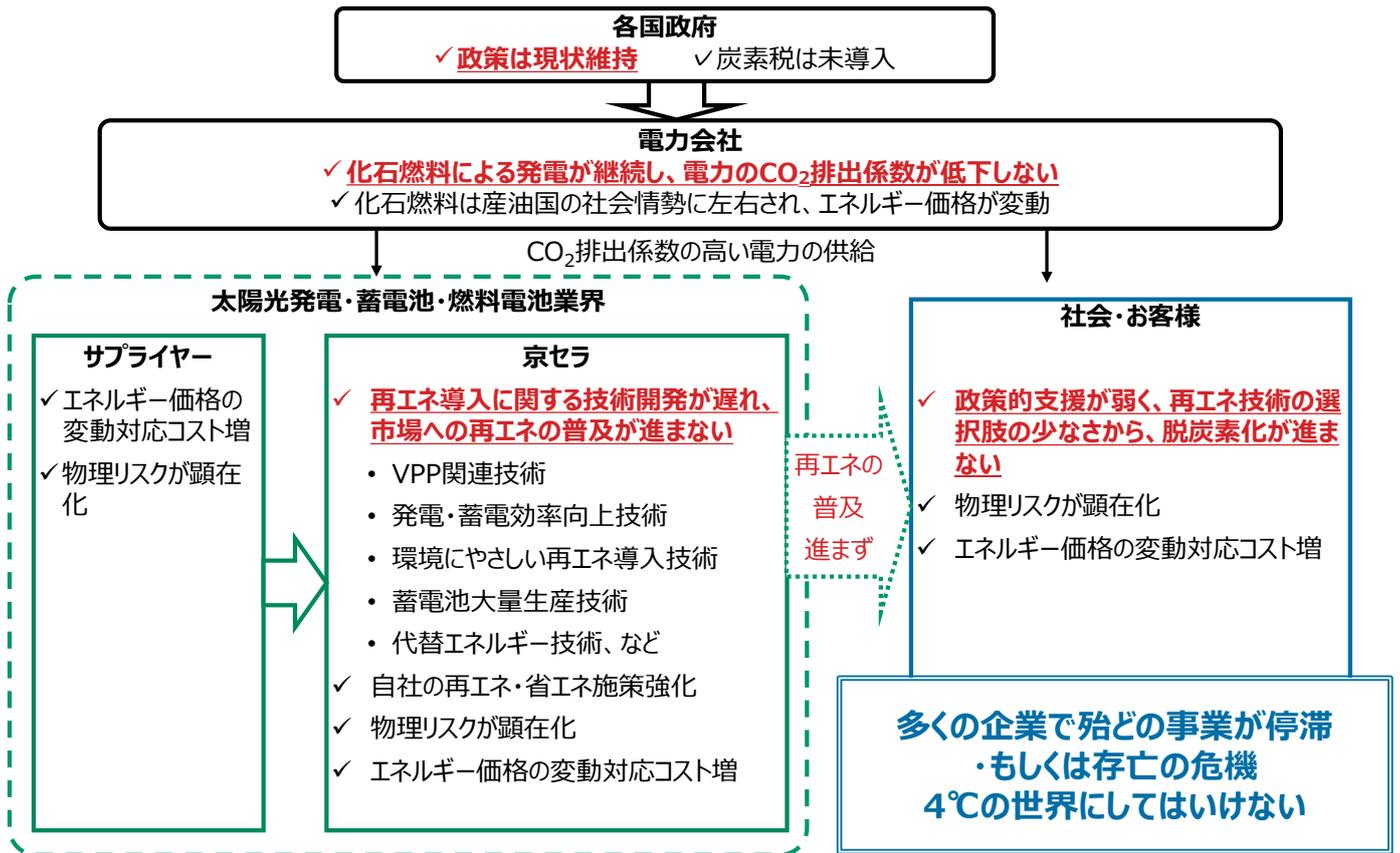 各国政府
✓政策は現状維持 ✓炭素税は未導入
電力会社
✓化石燃料による発電が継続し、電力のCO₂排出係数が低下しない
✓化石燃料は産油国の社会情勢に左右され、エネルギー価格が変動
CO₂排出係数の高い電力の供給
太陽光発電・蓄電池・燃料電池業界
サプライヤー
✓エネルギー価格の
変動対応コスト増
✓物理リスクが顕在
化
京セラ
✓再エネ導入に関する技術開発が遅れ、
市場への再エネの普及が進まない
・VPP関連技術
・発電・蓄電効率向上技術
・環境にやさしい再エネ導入技術
・蓄電池大量生産技術
・代替エネルギー技術、など
✓自社の再エネ・省エネ施策強化
✓物理リスクが顕在化
✓エネルギー価格の変動対応コスト増
再エネの
普及
進まず
社会・お客様
✓政策的支援が弱く、再エネ技術の選
択肢の少なさから、脱炭素化が進ま
ない
✓物理リスクが顕在化
✓エネルギー価格の変動対応コスト増
多くの企業で殆どの事業が停滞
・もしくは存亡の危機
4℃の世界にしてはいけない